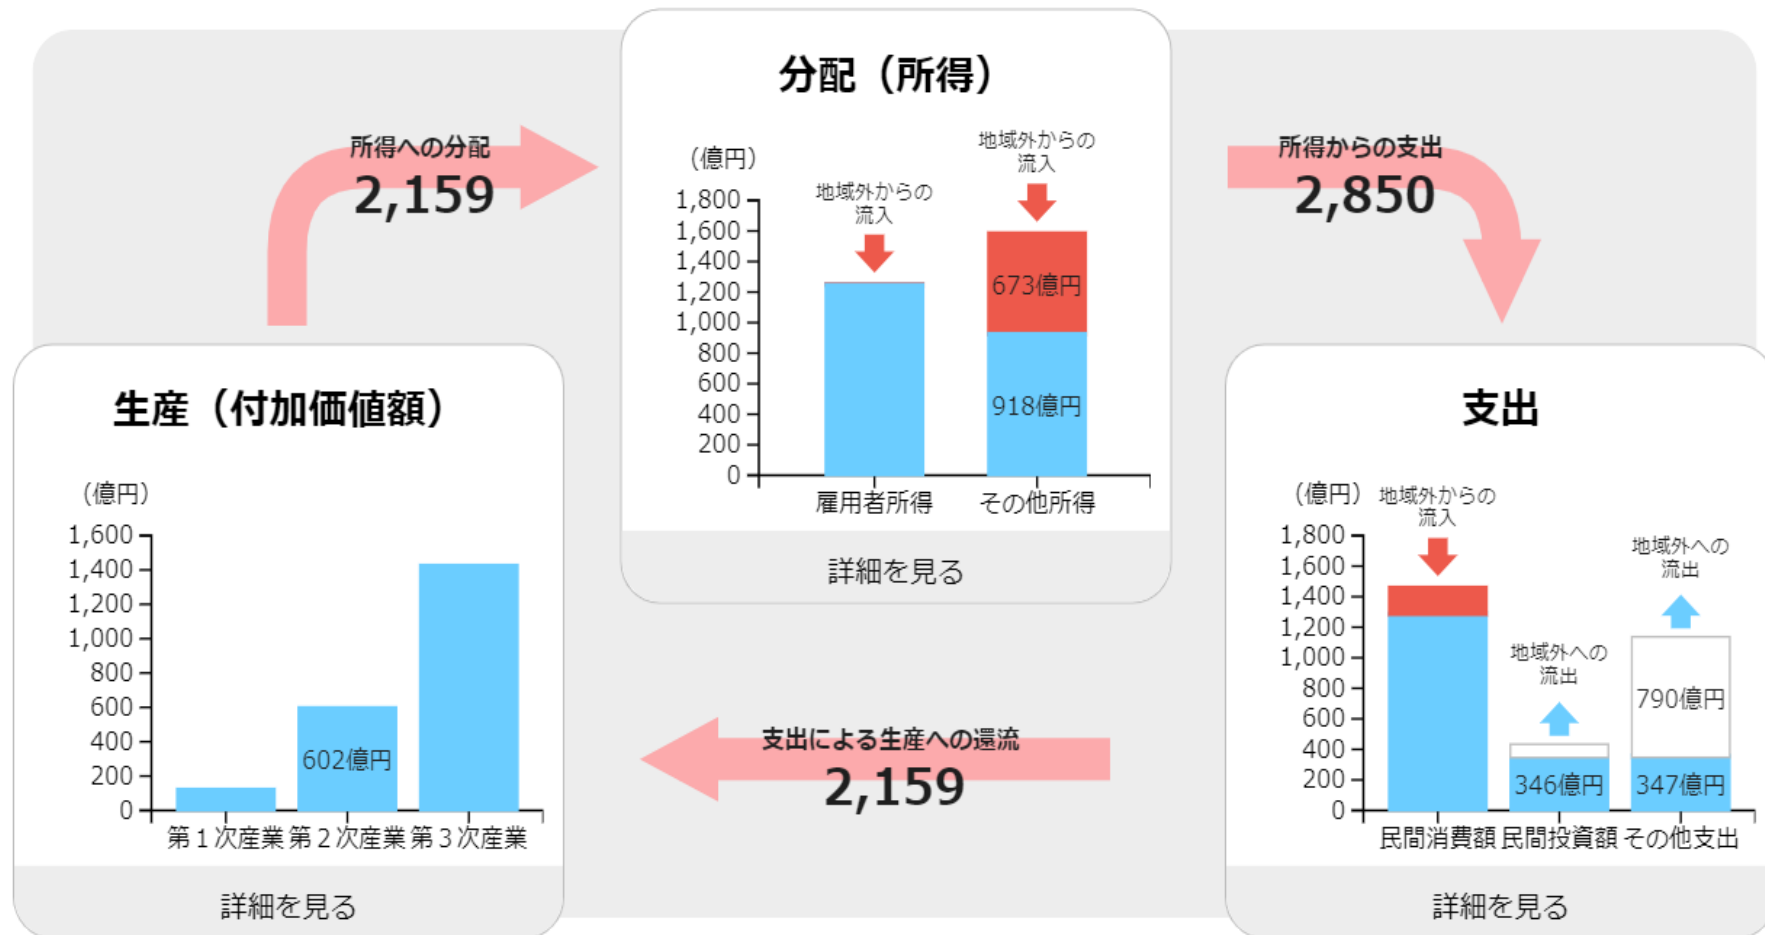 分配（所得）
所得への分配
2,159
（億円）
1,800
1,600
1,400
1,200
1,000
800
600
400
200
0
地域外からの
流入
地域外からの
流入
673億円
918億円
雇用者所得
その他所得
詳細を見る
所得からの支出
2,850
生産（付加価値額）
（億円）
1,600
1,400
1,200
1,000
800
600
400
200
0
602億円
第１次産業
第２次産業
第３次産業
詳細を見る
支出による生産への還流
2,159
支出
（億円）
1,800
1,600
1,400
1,200
1,000
800
600
400
200
0
地域外からの
流入
地域外への
流出
地域外への
流出
346億円
790億円
347億円
民間消費額
民間投資額
その他支出
詳細を見る